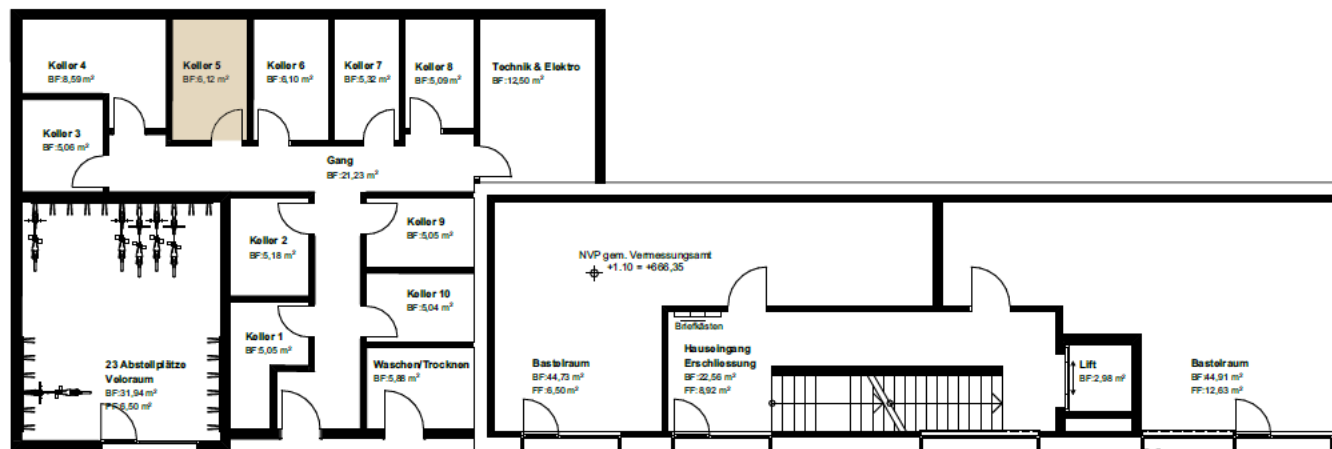 Keller 4
BF:8,59 m²
Keller 5
BF:6,12 m²
Keller 6
BF:6,10 m²
Keller 7
BF:5,32 m²
Keller 8
BF:5,09 m²
Technik & Elektro
BF:12,50 m²
Keller 3
BF:5,06 m²
Gang
BF:21,23 m²
Keller 2
BF:5,18 m²
Keller 9
BF:5,05 m²
NVP gem. Vermessungsamt
+1.10 = +666,35
Keller 10
BF:5,04 m²
Keller 1
BF:5,05 m²
Briefkästen
23 Abstellplätze
Veloraum
BF:31,94 m²
FF:6,50 m²
Waschen/Trocknen
BF:5,88 m²
Bastelraum
BF:44,73 m²
FF:6,50 m²
Hauseingang
Erschliessung
BF:22,56 m²
FF:8,92 m²
Lift
BF:2,98 m²
Bastelraum
BF:44,91 m²
FF:12,63 m²